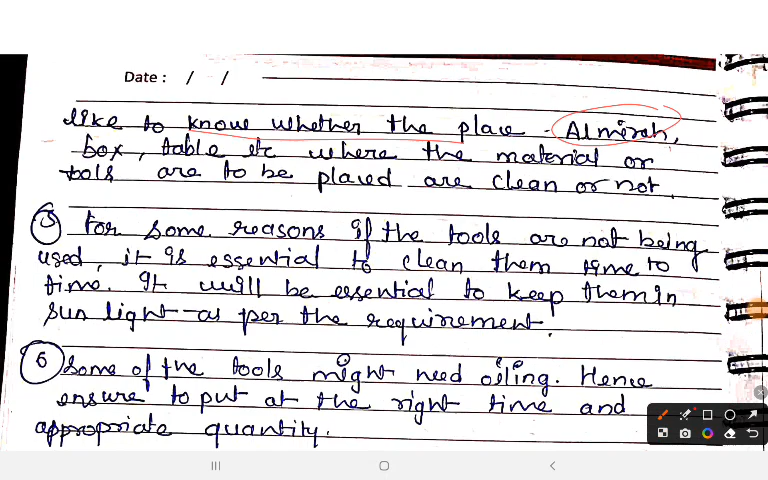 Date: / /
like to know whether the place - Almirah,
box, table etc where the material or
tols are to be placed are clean or not.
5 For some reasons if the tools are not being
used, it is essential to clean them time to
time. It will be essential to keep them in
sun light as per the requirement.
6 Some of the tools might need oiling. Hence
ensure to put at the right time and
appropriate quantity.